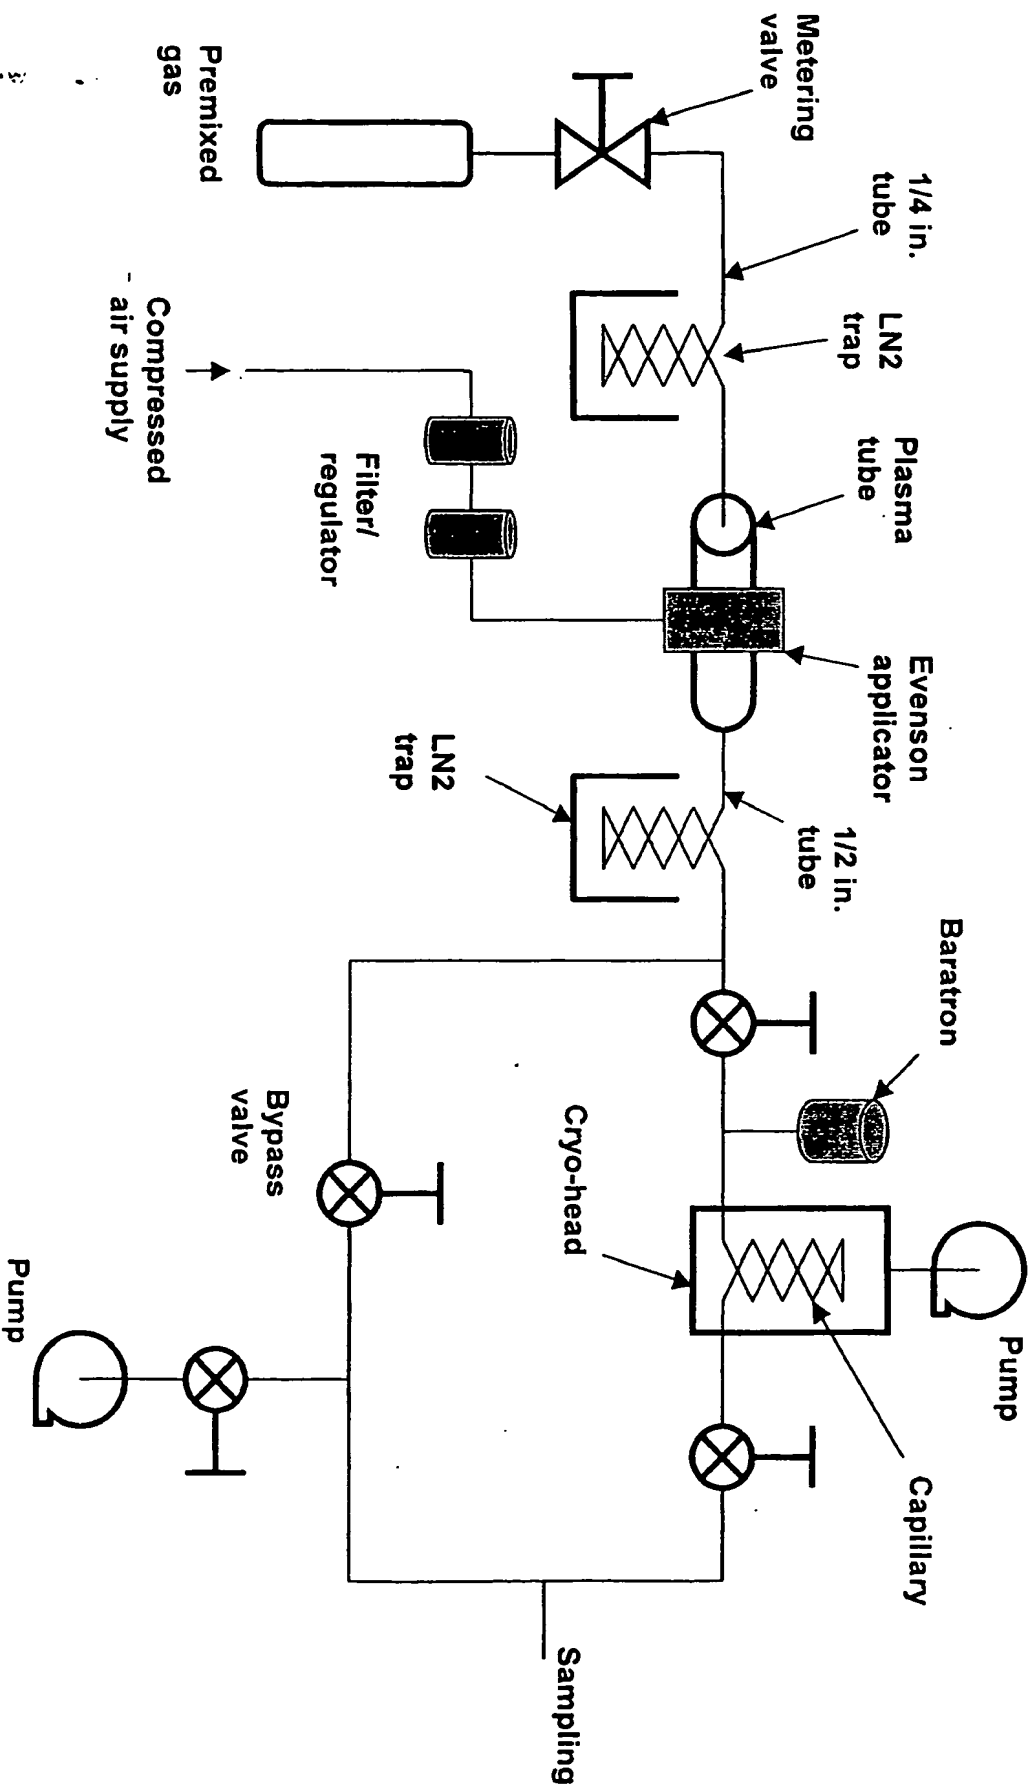 Metering
valve
1/4 in.
tube
LN2
trap
Plasma
tube
Evenson
applicator
1/2 in.
tube
Baratron
Pump
Capillary
Premixed
gas
Compressed
air supply
Filter/
regulator
LN2
trap
Cryo-head
Bypass
valve
Pump
Sampling